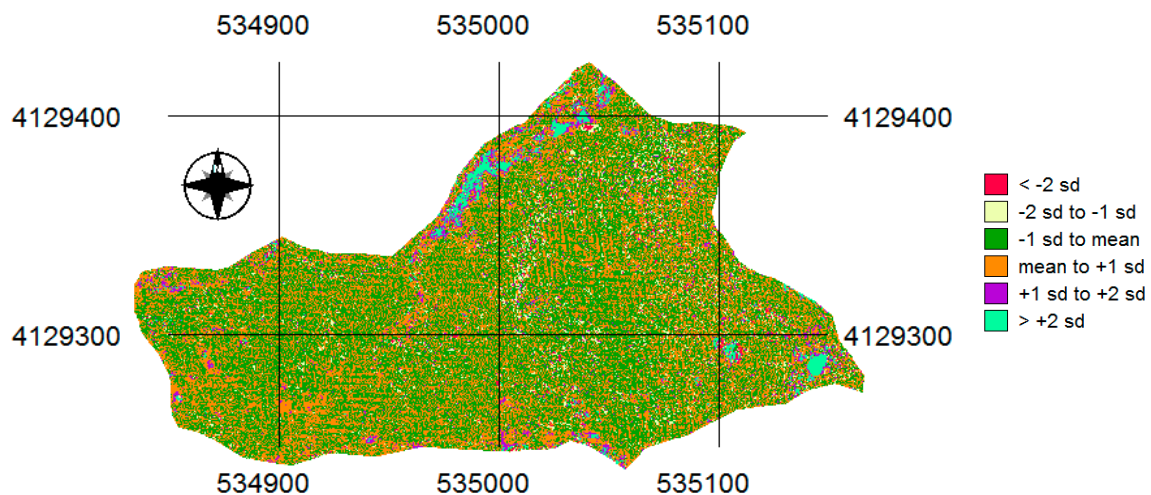 534900 535000 535100
4129400 4129400
< -2 sd
-2 sd to -1 sd
-1 sd to mean
mean to +1 sd
+1 sd to +2 sd
> +2 sd
4129300 4129300
534900 535000 535100